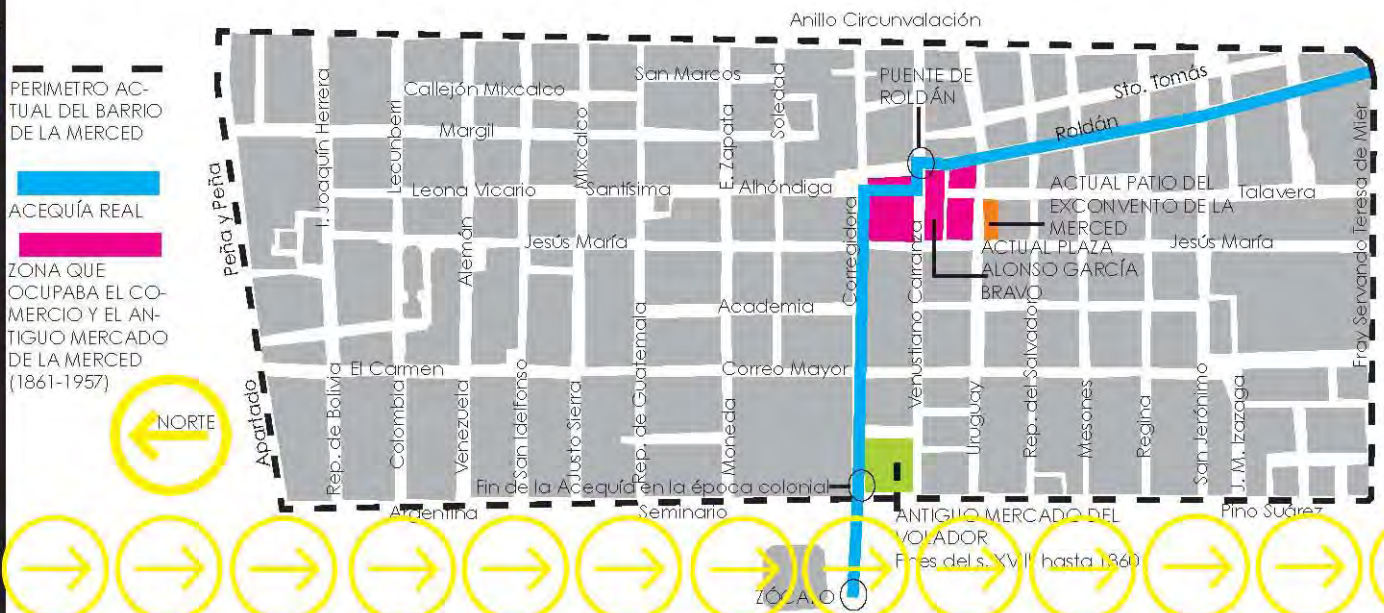 Anillo Circunvalación
PERIMETRO AC-
TUAL DEL BARRIO
DE LA MERCED
ACEQUÍA REAL
ZONA QUE
OCUPABA EL CO-
MERCIO Y EL AN-
TIGUO MERCADO
DE LA MERCED
(1861-1957)
NORTE
Peña y Peña
Apartado
I. Joaquín Herrera
Lecunberri
Callejón Mixcalco
San Marcos
Margil
Mixcalco
E. Zapata
Soledad
PUENTE DE
ROLDÁN
Sto. Tomás
Roldán
Fray Servando Teresa de Mier
Leona Vicario
Santísima
Alhóndiga
ACTUAL PATIO DEL
EXCONVENTO DE LA
MERCED
Talavera
Alemán
Jesús María
Corregidora
Venustiano Carranza
ACTUAL PLAZA
ALONSO GARCÍA
BRAVO
Jesús María
Academia
El Carmen
Correo Mayor
Rep. de Bolivia
Colombia
Venezuela
San Idelfonso
Justo Sierra
Rep. de Guatemala
Moneda
Uruguay
Rep. del Salvador
Mesones
Regina
San Jerónimo
J. M. Izazaga
Fin de la Acequía en la época colonial
Argentina
Seminario
Pino Suárez
ANTIGUO MERCADO DEL
VOLADOR
del s. XVII hasta 1860
ZÓCALO